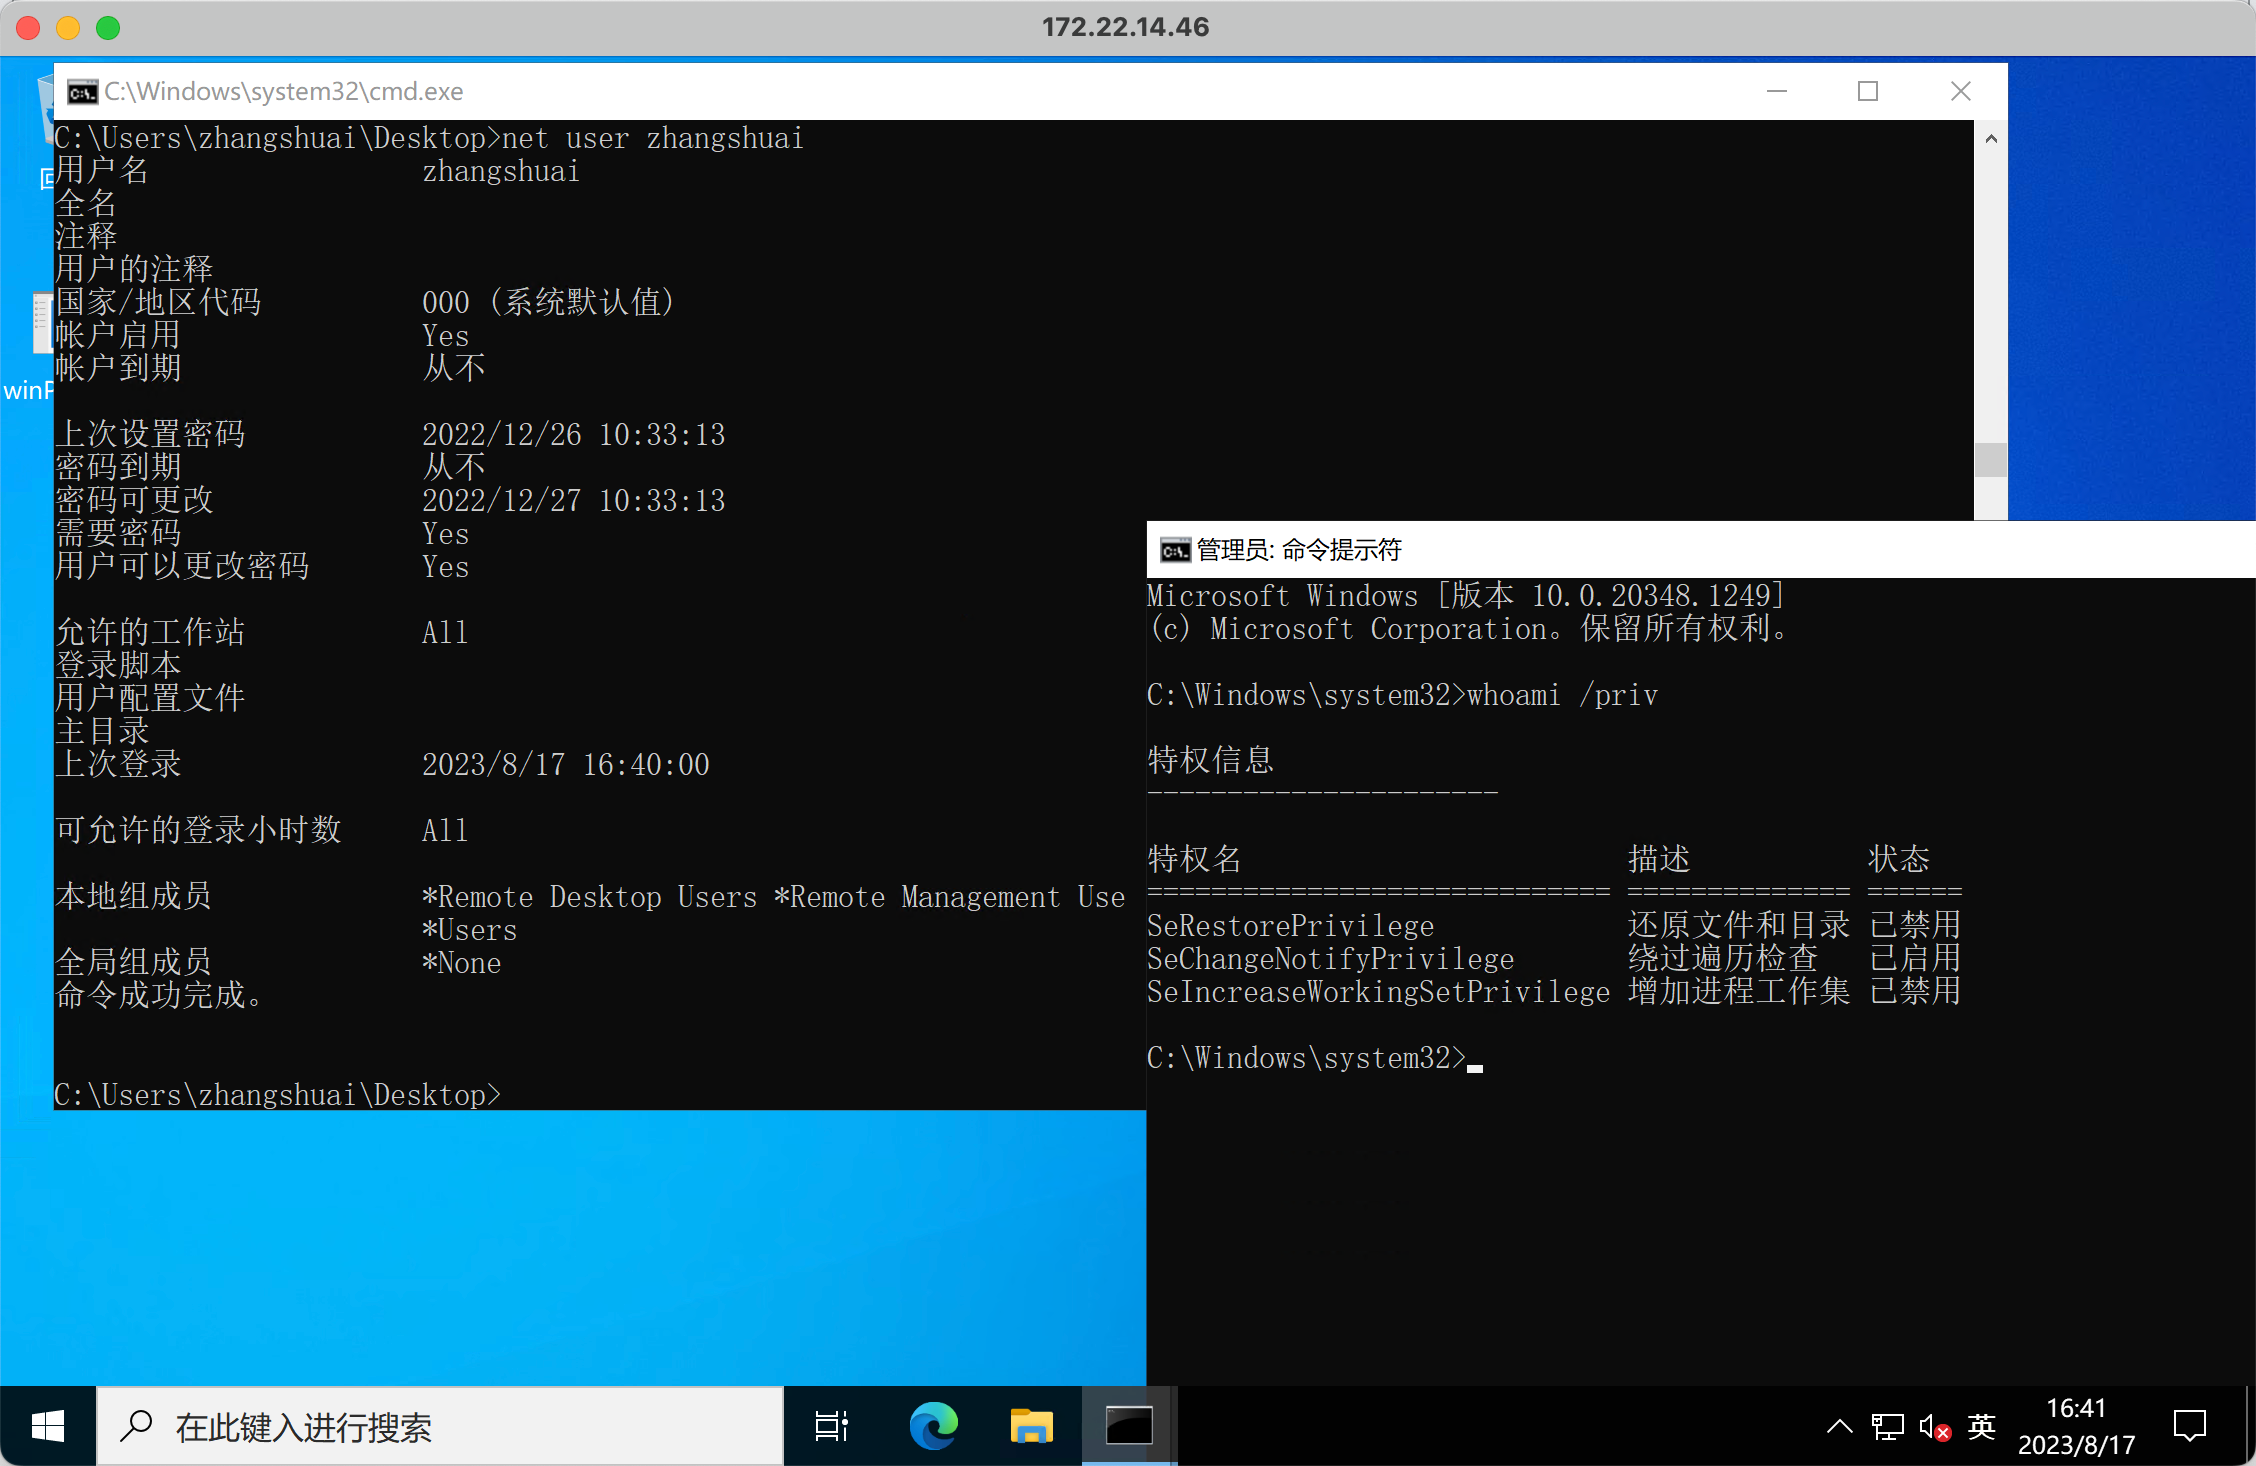 172.22.14.46
C:\Windows\system32\cmd.exe
C:\Users\zhangshuai\Desktop>net user zhangshuai
用户名 zhangshuai
全名
注释
用户的注释
国家/地区代码 000 (系统默认值)
帐户启用 Yes
帐户到期 从不
上次设置密码 2022/12/26 10:33:13
密码到期 从不
密码可更改 2022/12/27 10:33:13
需要密码 Yes
用户可以更改密码 Yes
允许的工作站 All
登录脚本
用户配置文件
主目录
上次登录 2023/8/17 16:40:00
可允许的登录小时数 All
本地组成员 *Remote Desktop Users *Remote Management Use
*Users
全局组成员 *None
命令成功完成。
C:\Users\zhangshuai\Desktop>
winP
管理员: 命令提示符
Microsoft Windows [版本 10.0.20348.1249]
(c) Microsoft Corporation。保留所有权利。
C:\Windows\system32>whoami /priv
特权信息
----------------------
特权名 描述 状态
============================= ============== ======
SeRestorePrivilege 还原文件和目录 已禁用
SeChangeNotifyPrivilege 绕过遍历检查 已启用
SeIncreaseWorkingSetPrivilege 增加进程工作集 已禁用
C:\Windows\system32>
在此键入进行搜索
英
16:41
2023/8/17